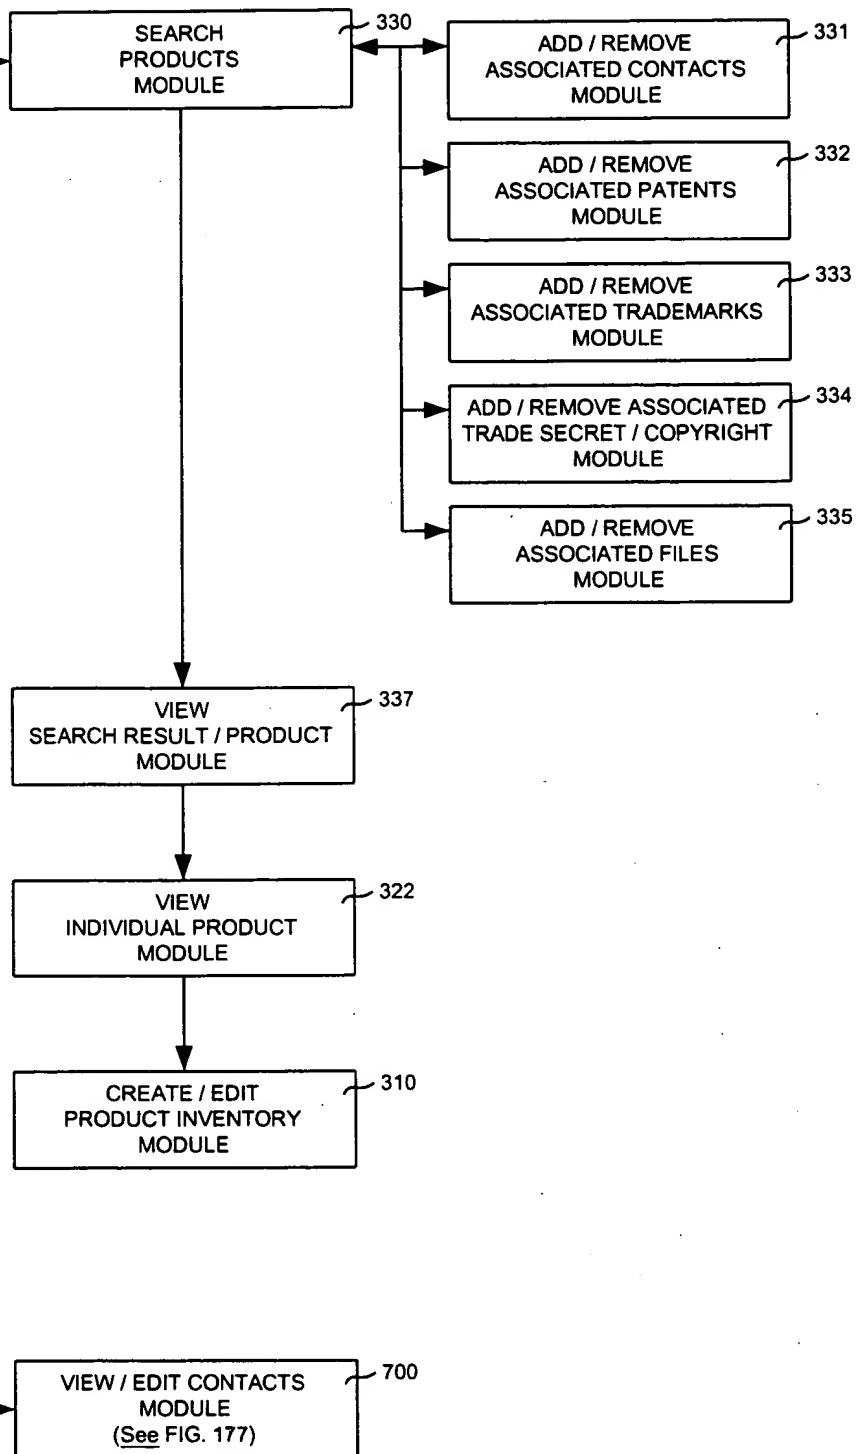 SEARCH
PRODUCTS
MODULE
330
ADD / REMOVE
ASSOCIATED CONTACTS
MODULE
331
ADD / REMOVE
ASSOCIATED PATENTS
MODULE
332
ADD / REMOVE
ASSOCIATED TRADEMARKS
MODULE
333
ADD / REMOVE ASSOCIATED
TRADE SECRET / COPYRIGHT
MODULE
334
ADD / REMOVE
ASSOCIATED FILES
MODULE
335
VIEW
SEARCH RESULT / PRODUCT
MODULE
337
VIEW
INDIVIDUAL PRODUCT
MODULE
322
CREATE / EDIT
PRODUCT INVENTORY
MODULE
310
VIEW / EDIT CONTACTS
MODULE
(See FIG. 177)
700